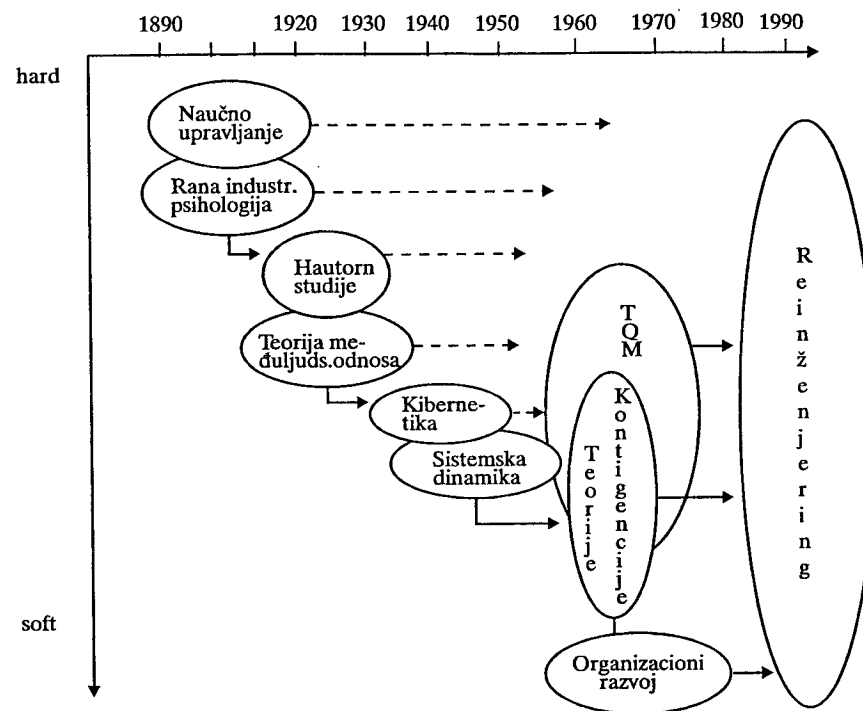 1890 1920 1930 1940 1950 1960 1970 1980 1990
hard
Naučno
upravljanje
Rana industr.
psihologija
Hautorn
studije
Teorija me-
đuljuds.odnosa
Kiberne-
tika
Sistemska
dinamika
TQM
Teorije
Kontigencije
Reinženjering
soft
Organizacioni
razvoj